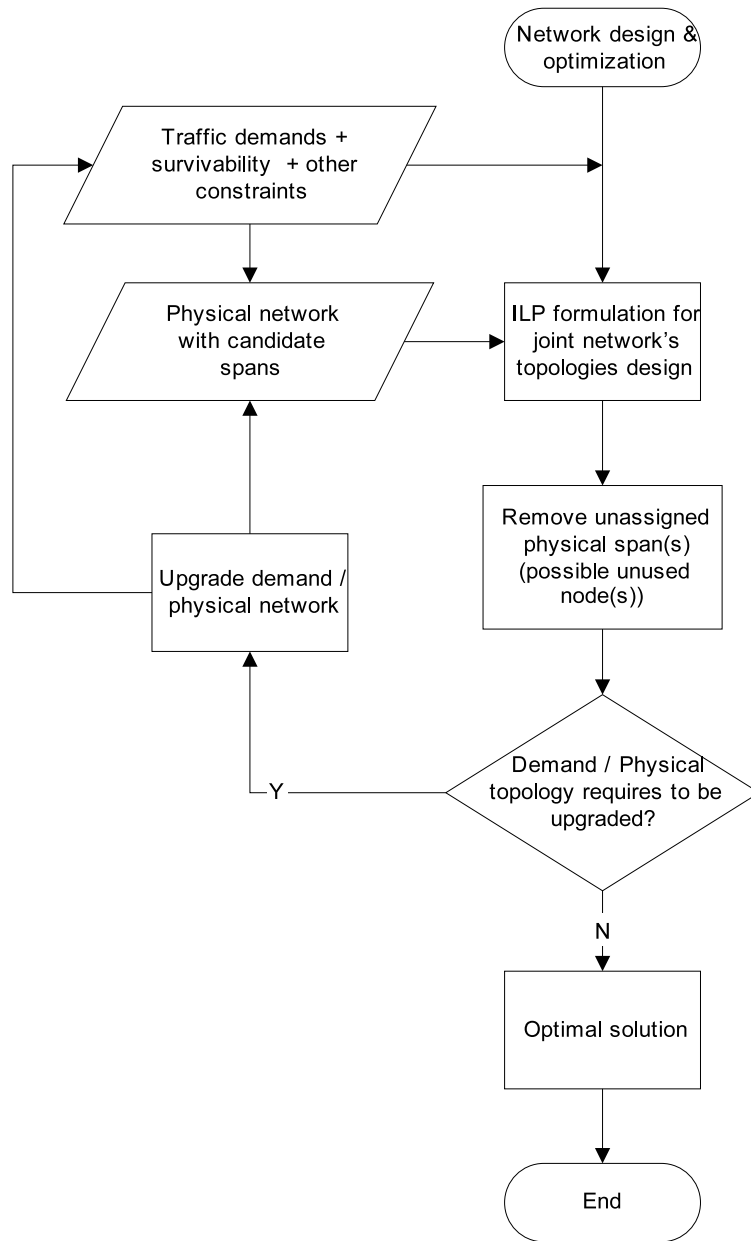 Network design &
optimization
Traffic demands +
survivability + other
constraints
Physical network
with candidate
spans
ILP formulation for
joint network's
topologies design
Remove unassigned
physical span(s)
(possible unused
node(s))
Upgrade demand /
physical network
Demand / Physical
topology requires to be
upgraded?
Y
N
Optimal solution
End